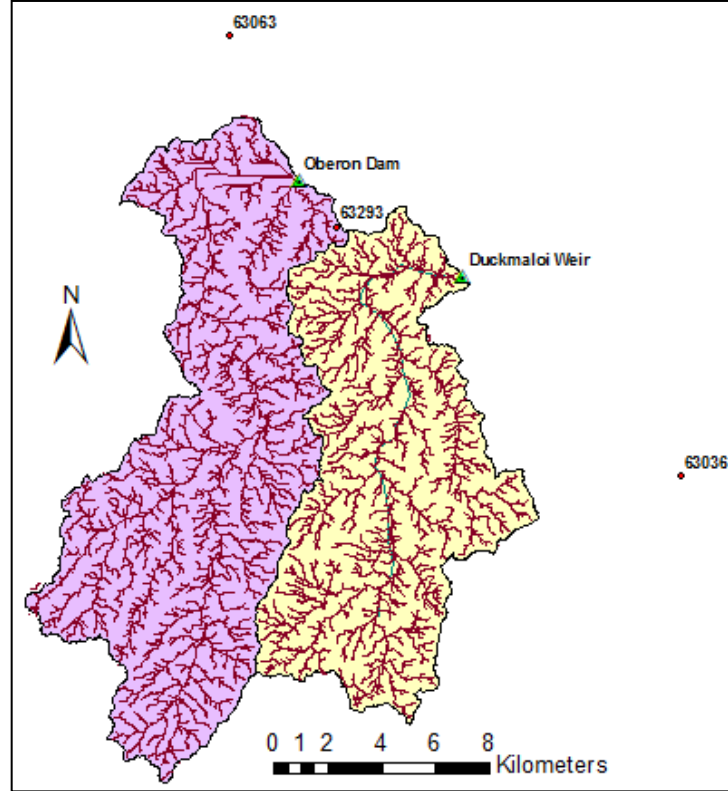 63063
Oberon Dam
63293
Duckmaloi Weir
N
63036
0 1 2 4 6 8
Kilometers